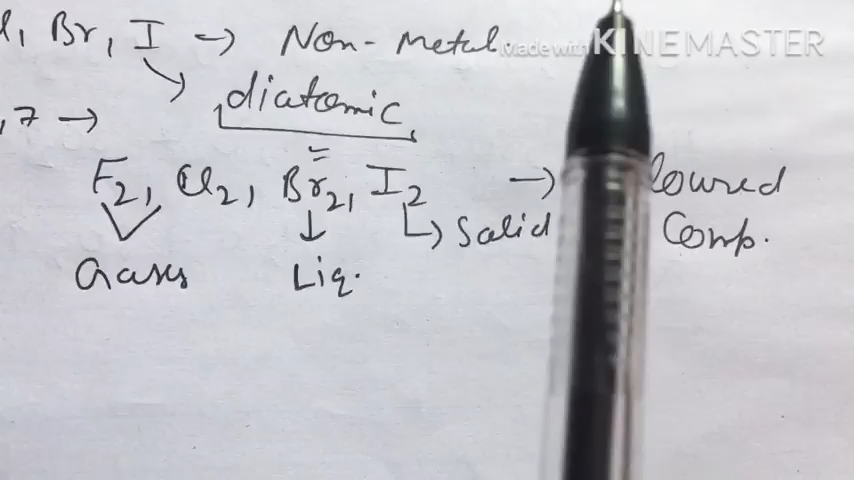 Br, I → Non-Metal
Made with KINEMASTER
diatomic
, 7 →
F2, Cl2, Br2, I2 → loured
Solid Comp.
Gases Liq.